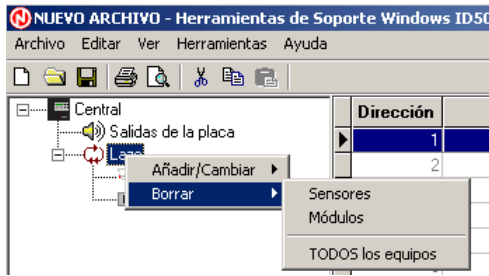 NUEVO ARCHIVO - Herramientas de Soporte Windows ID50
Archivo Editar Ver Herramientas Ayuda
Central
Salidas de la placa
Lazo
Dirección
1
2
Añadir/Cambiar
Borrar
Sensores
Módulos
TODOS los equipos